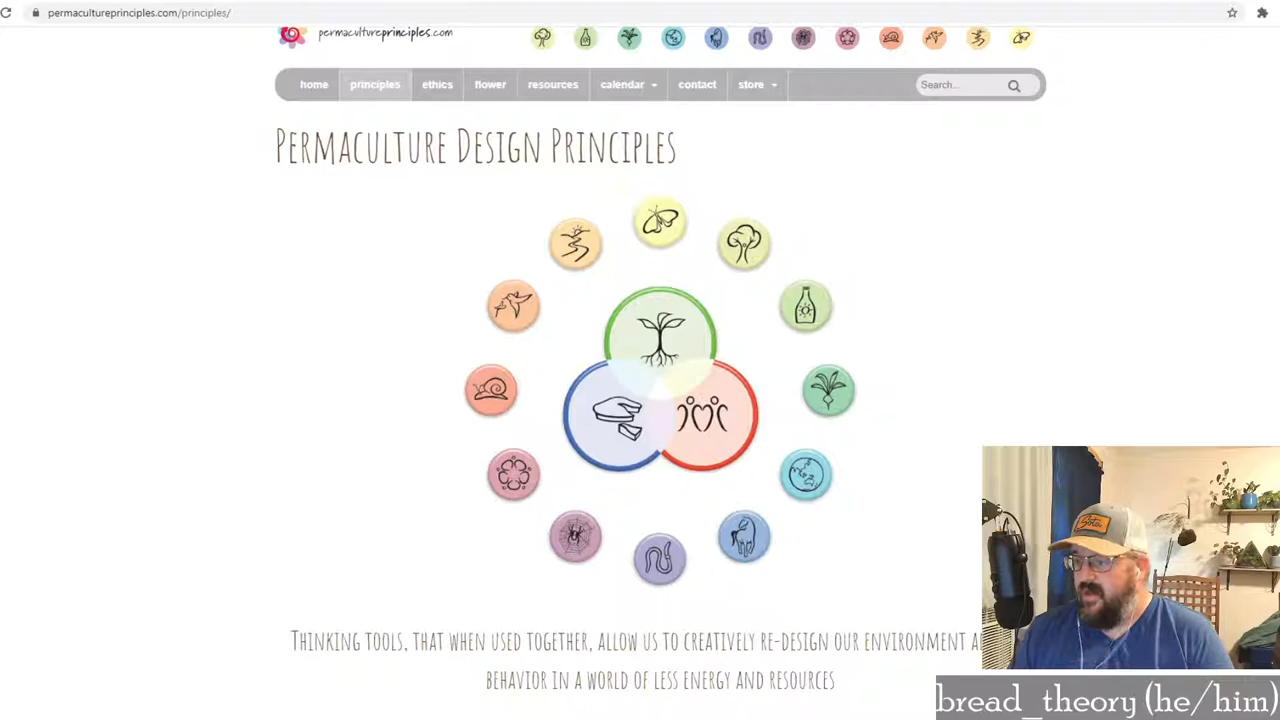 permacultureprinciples.com/principles/
permacultureprinciples.com
home principles ethics flower resources calendar contact store Search...
Permaculture Design Principles
Thinking tools, that when used together, allow us to creatively re-design our environment
behavior in a world of less energy and resources
bread_theory (he/him)